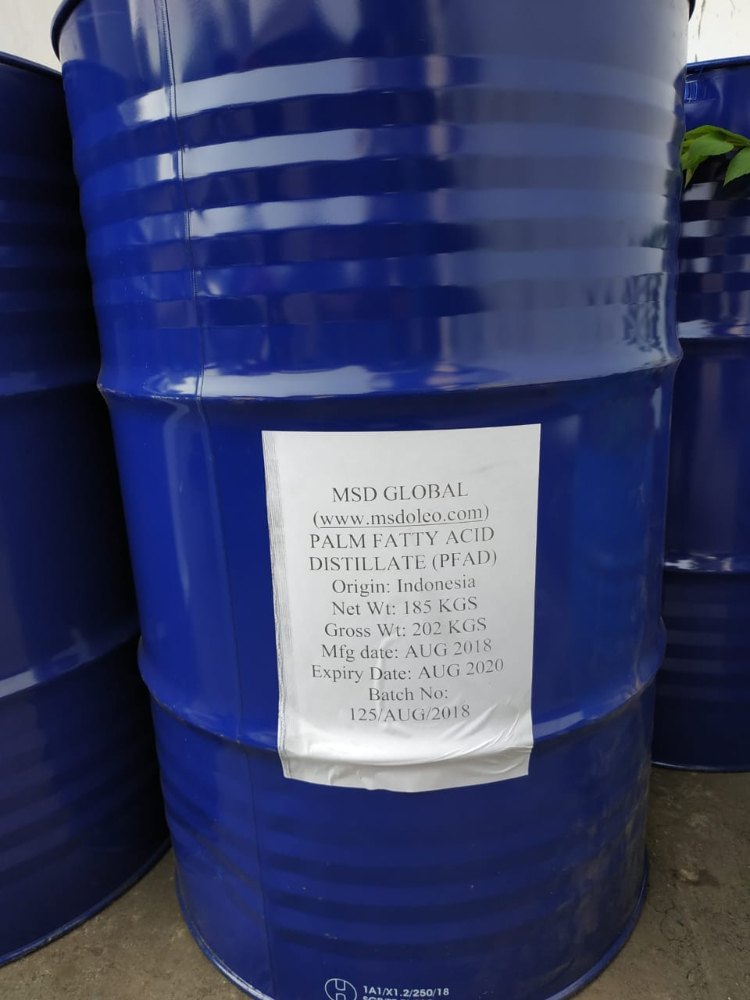 MSD GLOBAL
(www.msdoleo.com)
PALM FATTY ACID
DISTILLATE (PFAD)
Origin: Indonesia
Net Wt: 185 KGS
Gross Wt: 202 KGS
Mfg date: AUG 2018
Expiry Date: AUG 2020
Batch No:
125/AUG/2018
1A1/X1.2/250/18